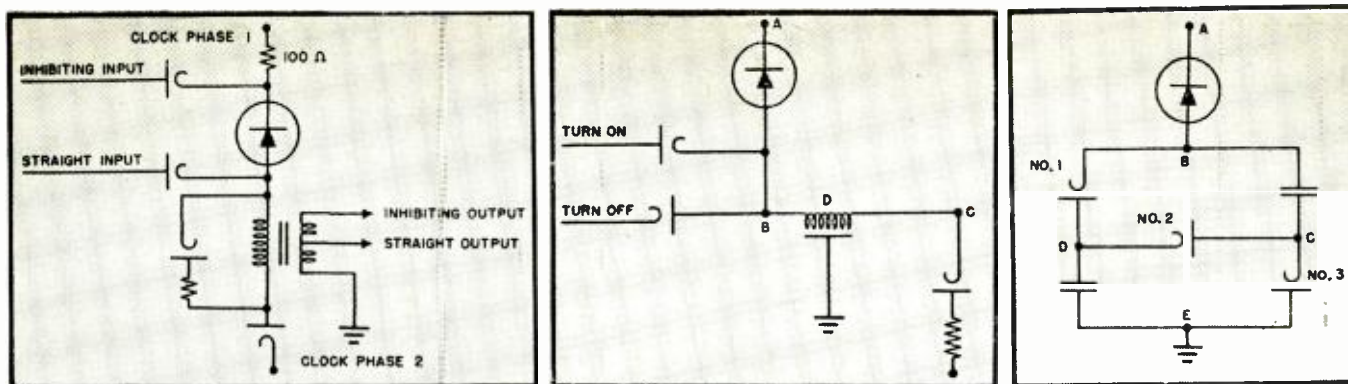 CLOCK PHASE 1
100 Ω
INHIBITING INPUT
STRAIGHT INPUT
INHIBITING OUTPUT
STRAIGHT OUTPUT
CLOCK PHASE 2
A
TURN ON
TURN OFF
D
B
C
A
B
NO. 1
NO. 2
D
C
NO. 3
E